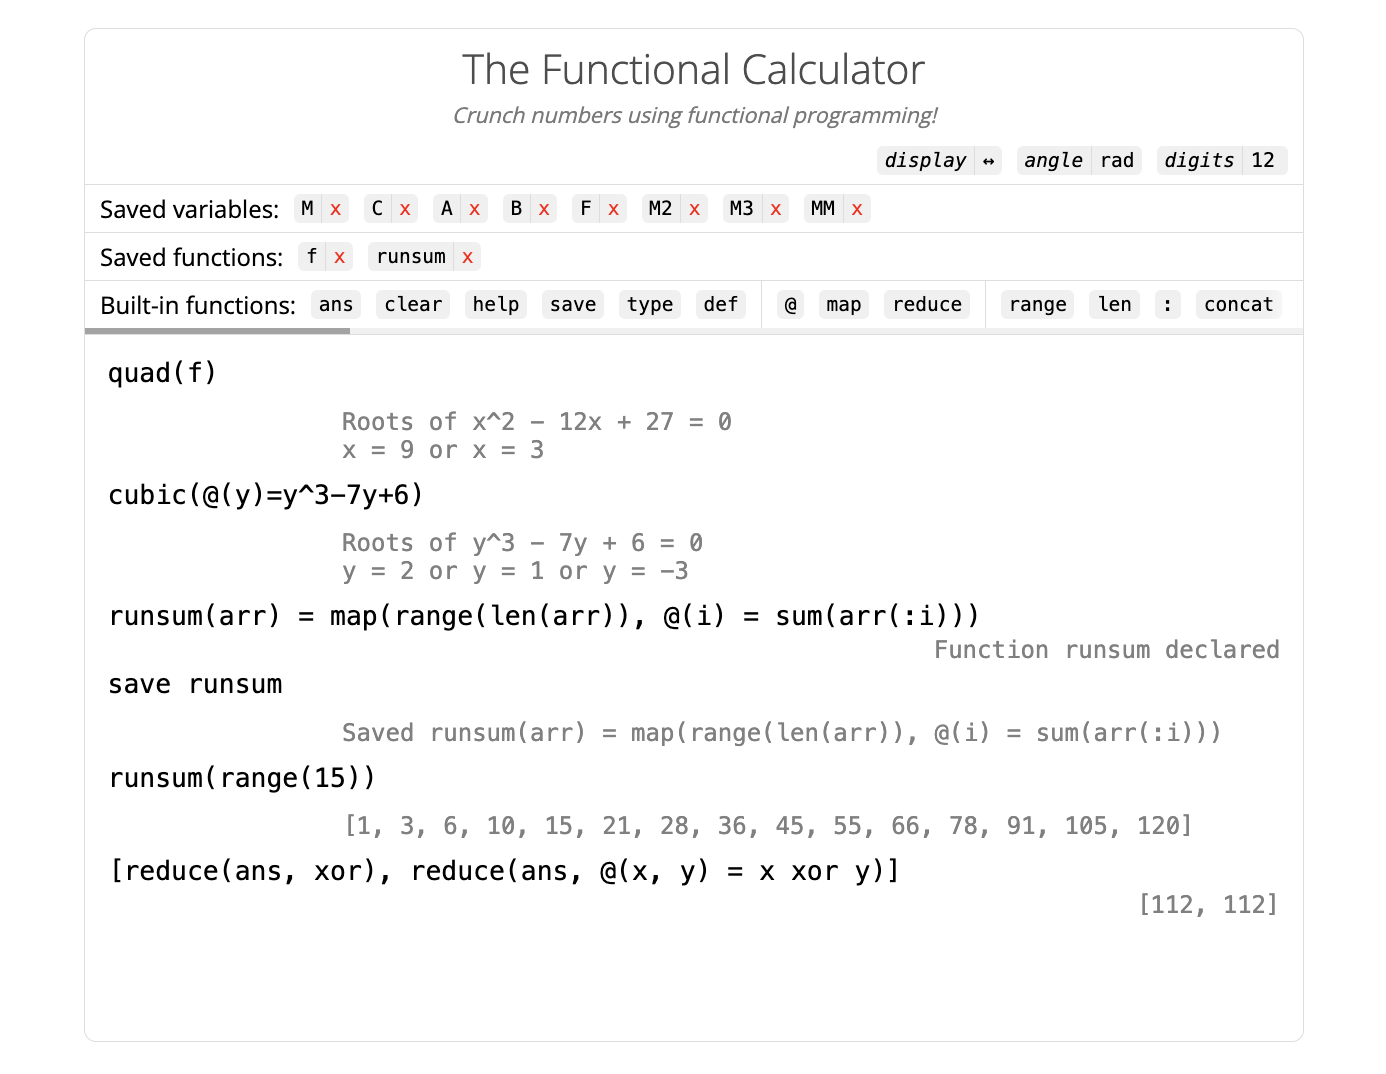 The Functional Calculator
Crunch numbers using functional programming!
display ↔ angle rad digits 12
Saved variables: M x C x A x B x F x M2 x M3 x MM x
Saved functions: f x runsum x
Built-in functions: ans clear help save type def @ map reduce range len : concat
quad(f)
Roots of x^2 − 12x + 27 = 0
x = 9 or x = 3
cubic(@(y)=y^3−7y+6)
Roots of y^3 − 7y + 6 = 0
y = 2 or y = 1 or y = −3
runsum(arr) = map(range(len(arr)), @(i) = sum(arr(:i)))
Function runsum declared
save runsum
Saved runsum(arr) = map(range(len(arr)), @(i) = sum(arr(:i)))
runsum(range(15))
[1, 3, 6, 10, 15, 21, 28, 36, 45, 55, 66, 78, 91, 105, 120]
[reduce(ans, xor), reduce(ans, @(x, y) = x xor y)]
[112, 112]